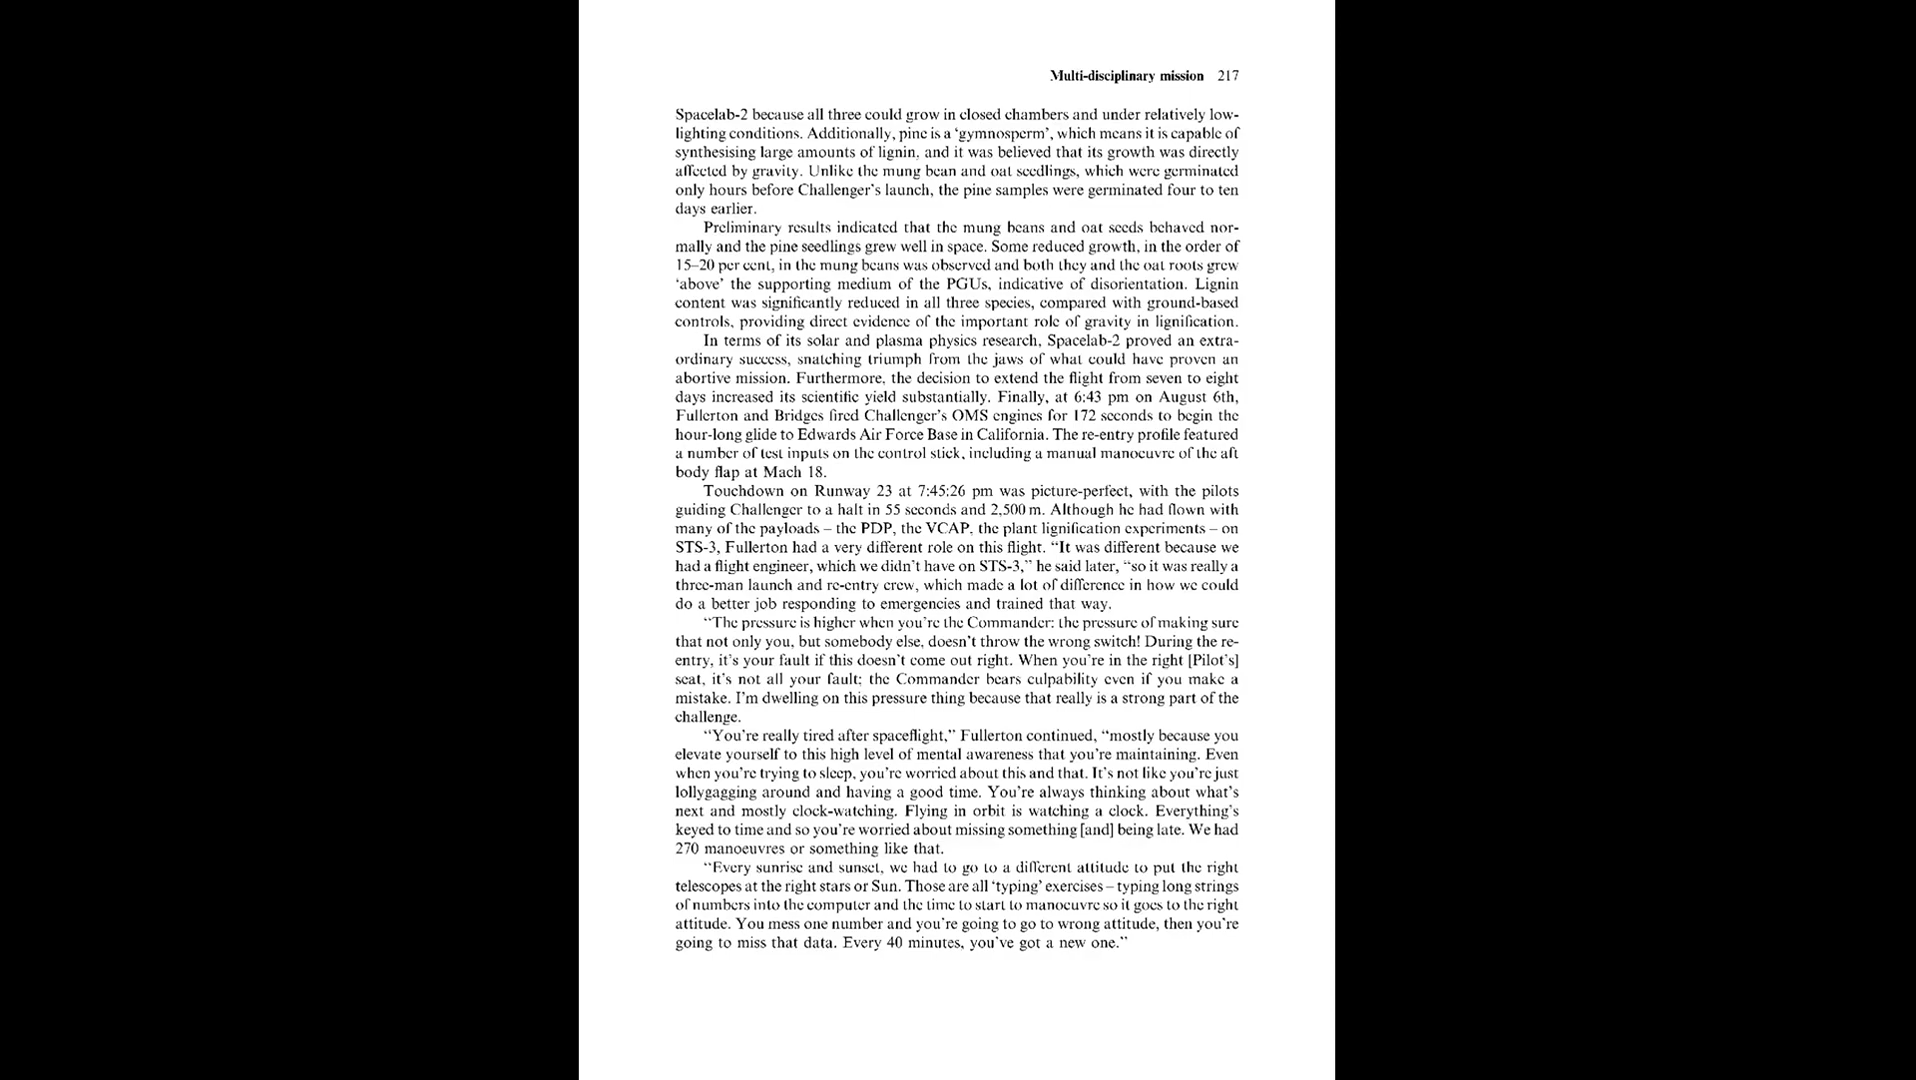 Multi-disciplinary mission 217
Spacelab-2 because all three could grow in closed chambers and under relatively low-
lighting conditions. Additionally, pine is a ‘gymnosperm’, which means it is capable of
synthesising large amounts of lignin, and it was believed that its growth was directly
affected by gravity. Unlike the mung bean and oat seedlings, which were germinated
only hours before Challenger’s launch, the pine samples were germinated four to ten
days earlier.
Preliminary results indicated that the mung beans and oat seeds behaved nor-
mally and the pine seedlings grew well in space. Some reduced growth, in the order of
15–20 per cent, in the mung beans was observed and both they and the oat roots grew
‘above’ the supporting medium of the PGUs, indicative of disorientation. Lignin
content was significantly reduced in all three species, compared with ground-based
controls, providing direct evidence of the important role of gravity in lignification.
In terms of its solar and plasma physics research, Spacelab-2 proved an extra-
ordinary success, snatching triumph from the jaws of what could have proven an
abortive mission. Furthermore, the decision to extend the flight from seven to eight
days increased its scientific yield substantially. Finally, at 6:43 pm on August 6th,
Fullerton and Bridges fired Challenger’s OMS engines for 172 seconds to begin the
hour-long glide to Edwards Air Force Base in California. The re-entry profile featured
a number of test inputs on the control stick, including a manual manoeuvre of the aft
body flap at Mach 18.
Touchdown on Runway 23 at 7:45:26 pm was picture-perfect, with the pilots
guiding Challenger to a halt in 55 seconds and 2,500 m. Although he had flown with
many of the payloads – the PDP, the VCAP, the plant lignification experiments – on
STS-3, Fullerton had a very different role on this flight. “It was different because we
had a flight engineer, which we didn’t have on STS-3,” he said later, “so it was really a
three-man launch and re-entry crew, which made a lot of difference in how we could
do a better job responding to emergencies and trained that way.
“The pressure is higher when you’re the Commander: the pressure of making sure
that not only you, but somebody else, doesn’t throw the wrong switch! During the re-
entry, it’s your fault if this doesn’t come out right. When you’re in the right [Pilot’s]
seat, it’s not all your fault; the Commander bears culpability even if you make a
mistake. I’m dwelling on this pressure thing because that really is a strong part of the
challenge.
“You’re really tired after spaceflight,” Fullerton continued, “mostly because you
elevate yourself to this high level of mental awareness that you’re maintaining. Even
when you’re trying to sleep, you’re worried about this and that. It’s not like you’re just
lollygagging around and having a good time. You’re always thinking about what’s
next and mostly clock-watching. Flying in orbit is watching a clock. Everything’s
keyed to time and so you’re worried about missing something [and] being late. We had
270 manoeuvres or something like that.
“Every sunrise and sunset, we had to go to a different attitude to put the right
telescopes at the right stars or Sun. Those are all ‘typing’ exercises – typing long strings
of numbers into the computer and the time to start to manoeuvre so it goes to the right
attitude. You mess one number and you’re going to go to wrong attitude, then you’re
going to miss that data. Every 40 minutes, you’ve got a new one.”